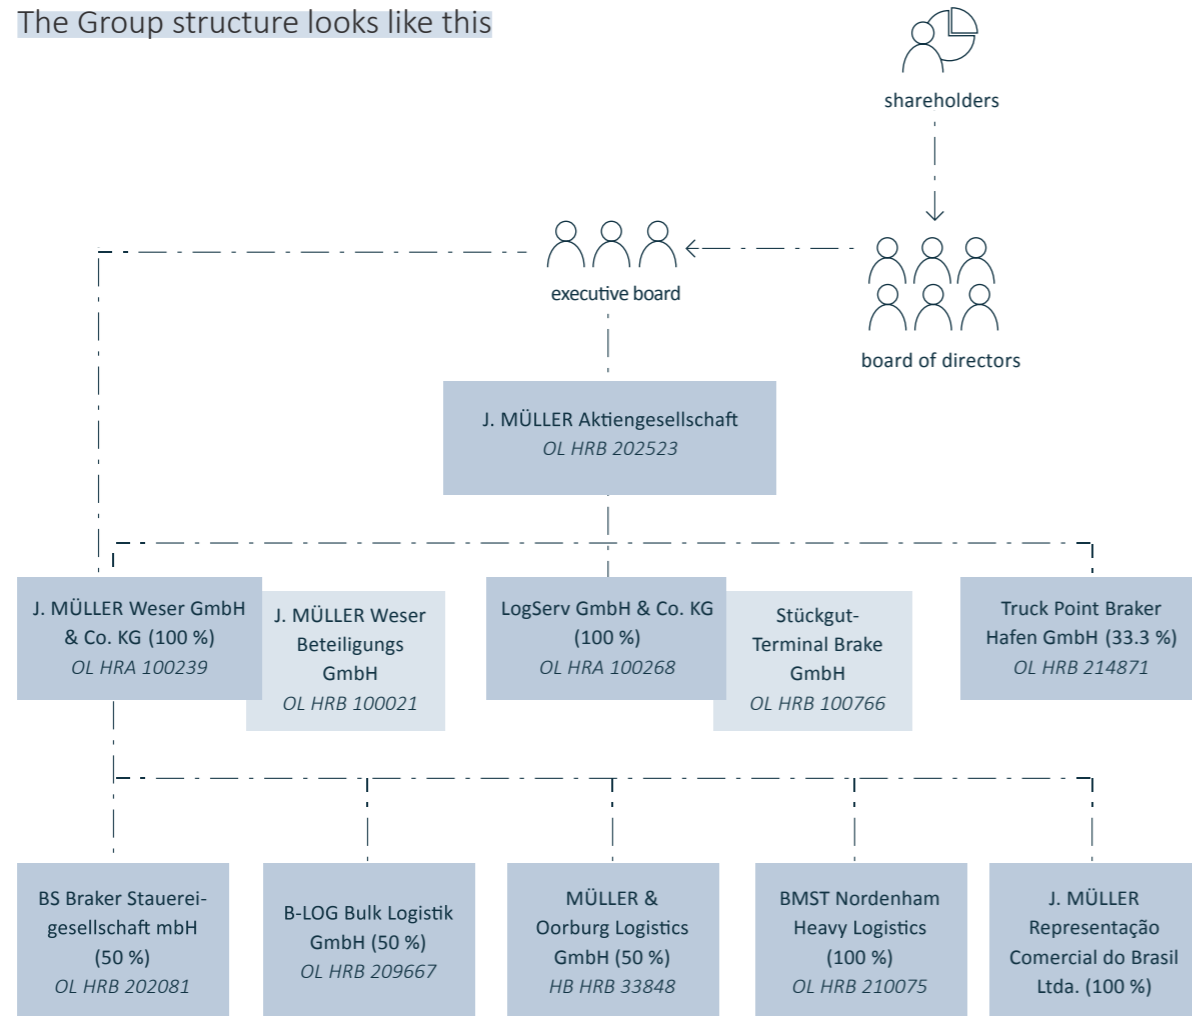 The Group structure looks like this
shareholders
executive board
board of directors
J. MÜLLER Aktiengesellschaft
OL HRB 202523
J. MÜLLER Weser GmbH
& Co. KG (100 %)
OL HRA 100239
J. MÜLLER Weser
Beteiligungs
GmbH
OL HRB 100021
LogServ GmbH & Co. KG
(100 %)
OL HRA 100268
Stückgut-
Terminal Brake
GmbH
OL HRB 100766
Truck Point Braker
Hafen GmbH (33.3 %)
OL HRB 214871
BS Braker Stauerei-
gesellschaft mbH
(50 %)
OL HRB 202081
B-LOG Bulk Logistik
GmbH (50 %)
OL HRB 209667
MÜLLER &
Oorburg Logistics
GmbH (50 %)
HB HRB 33848
BMST Nordenham
Heavy Logistics
(100 %)
OL HRB 210075
J. MÜLLER
Representação
Comercial do Brasil
Ltda. (100 %)